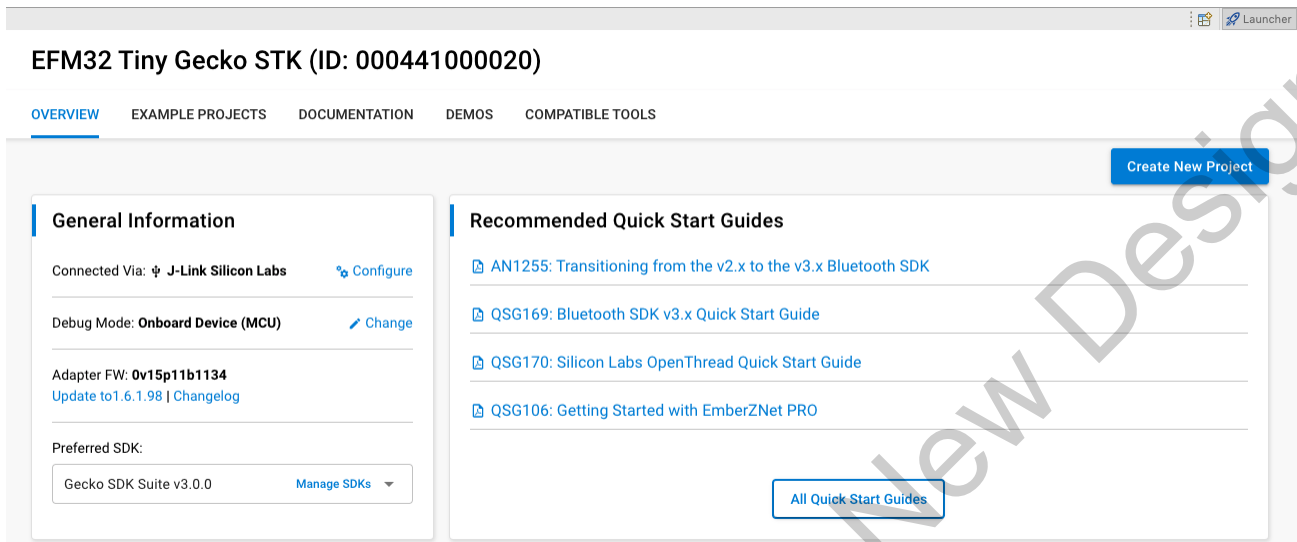 Launcher
EFM32 Tiny Gecko STK (ID: 000441000020)
OVERVIEW EXAMPLE PROJECTS DOCUMENTATION DEMOS COMPATIBLE TOOLS
Create New Project
General Information
Connected Via: J-Link Silicon Labs Configure
Debug Mode: Onboard Device (MCU) Change
Adapter FW: 0v15p11b1134
Update to1.6.1.98 | Changelog
Preferred SDK:
Gecko SDK Suite v3.0.0 Manage SDKs
Recommended Quick Start Guides
AN1255: Transitioning from the v2.x to the v3.x Bluetooth SDK
QSG169: Bluetooth SDK v3.x Quick Start Guide
QSG170: Silicon Labs OpenThread Quick Start Guide
QSG106: Getting Started with EmberZNet PRO
All Quick Start Guides
New Design